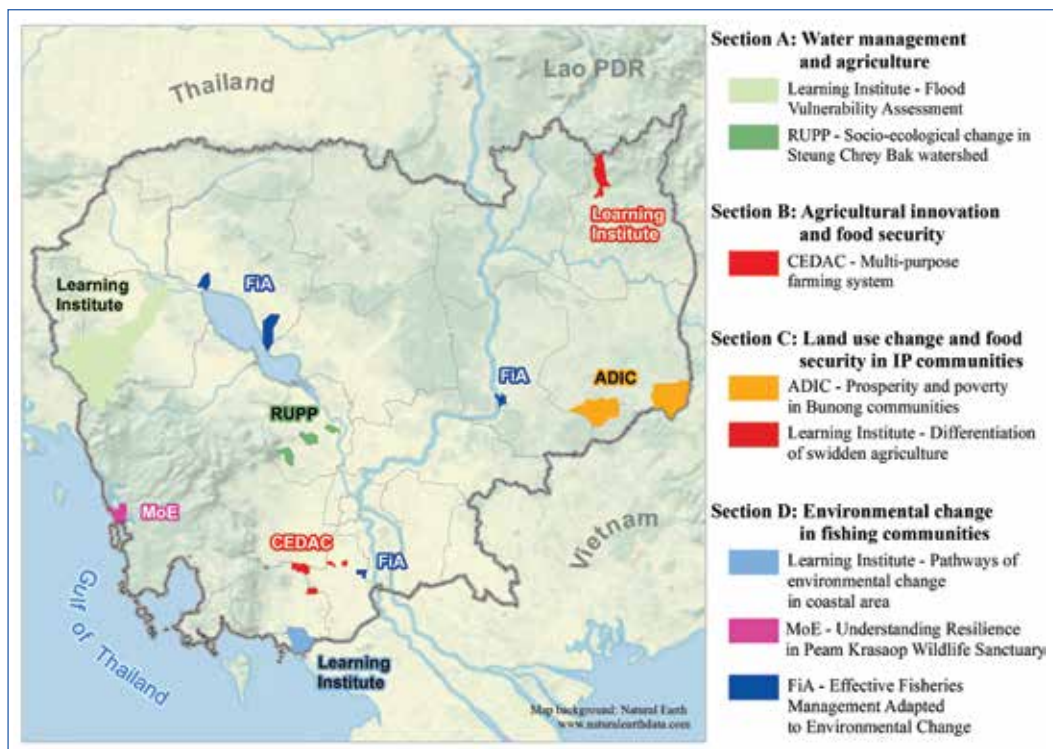 Thailand
Lao PDR
Learning
Institute
Learning
Institute
FiA
FiA
ADIC
RUPP
MoE
CEDAC
FiA
Vietnam
Gulf of Thailand
Learning
Institute
Map background: Natural Earth
www.naturalearthdata.com
Section A: Water management
and agriculture
Learning Institute - Flood
Vulnerability Assessment
RUPP - Socio-ecological change in
Steung Chrey Bak watershed
Section B: Agricultural innovation
and food security
CEDAC - Multi-purpose
farming system
Section C: Land use change and food
security in IP communities
ADIC - Prosperity and poverty
in Bunong communities
Learning Institute - Differentiation
of swidden agriculture
Section D: Environmental change
in fishing communities
Learning Institute - Pathways of
environmental change
in coastal area
MoE - Understanding Resilience
in Peam Krasaop Wildlife Sanctuary
FiA - Effective Fisheries
Management Adapted
to Environmental Change